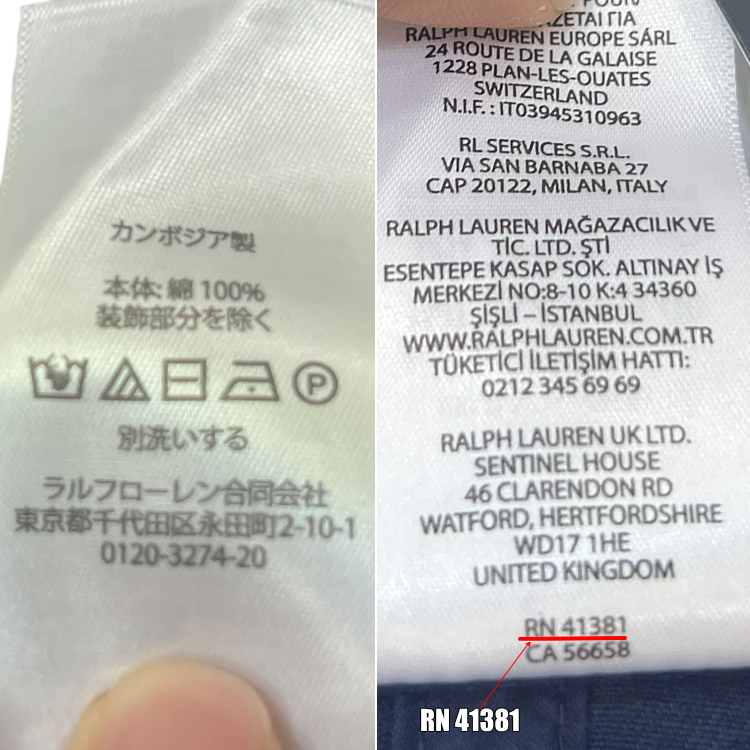 カンボジア製
本体: 綿 100%
装飾部分を除く
P
別洗いする
ラルフローレン合同会社
東京都千代田区永田町2-10-1
0120-3274-20
RALPH LAUREN EUROPE SÁRL
24 ROUTE DE LA GALAISE
1228 PLAN-LES-OUATES
SWITZERLAND
N.I.F. : IT03945310963
RL SERVICES S.R.L.
VIA SAN BARNABA 27
CAP 20122, MILAN, ITALY
RALPH LAUREN MAĞAZACILIK VE
TİC. LTD. ŞTİ
ESENTEPE KASAP SOK. ALTINAY İŞ
MERKEZİ NO:8-10 K:4 34360
ŞİŞLİ – İSTANBUL
WWW.RALPHLAUREN.COM.TR
TÜKETİCİ İLETİŞİM HATTI:
0212 345 69 69
RALPH LAUREN UK LTD.
SENTINEL HOUSE
46 CLARENDON RD
WATFORD, HERTFORDSHIRE
WD17 1HE
UNITED KINGDOM
RN 41381
CA 56658
RN 41381